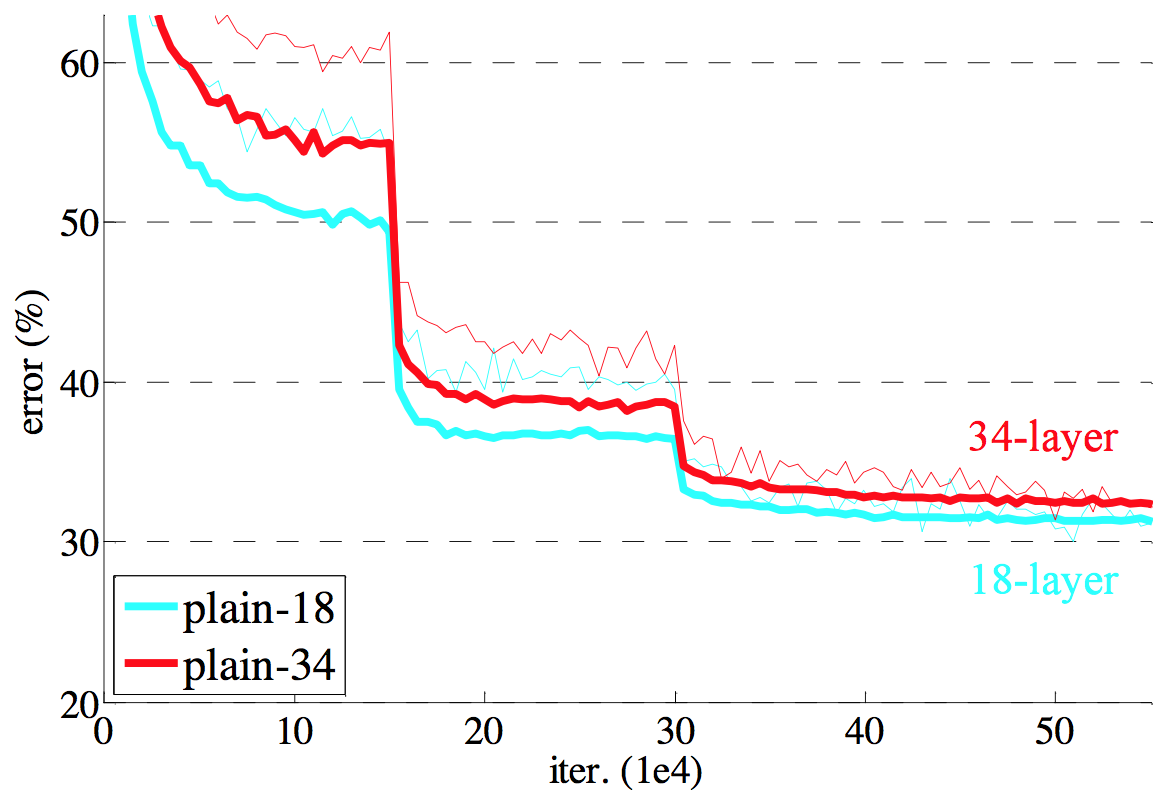 60
50
40
30
20
error (%)
34-layer
18-layer
plain-18
plain-34
0 10 20 30 40 50
iter. (1e4)